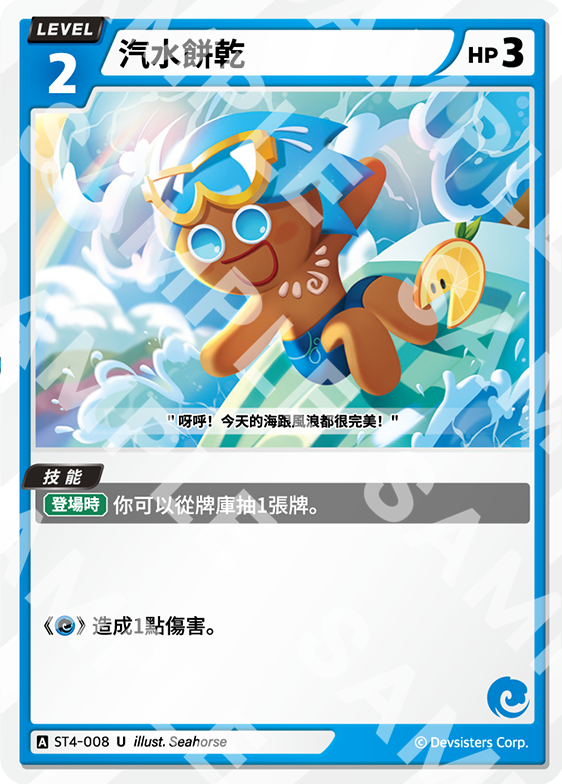 LEVEL
2
汽水餅乾
HP 3
"呀呼！今天的海跟風浪都很完美！"
技能
登場時 你可以從牌庫抽1張牌。
《 》造成1點傷害。
A ST4-008 U illust. Seahorse
© Devsisters Corp.
SAMPLE